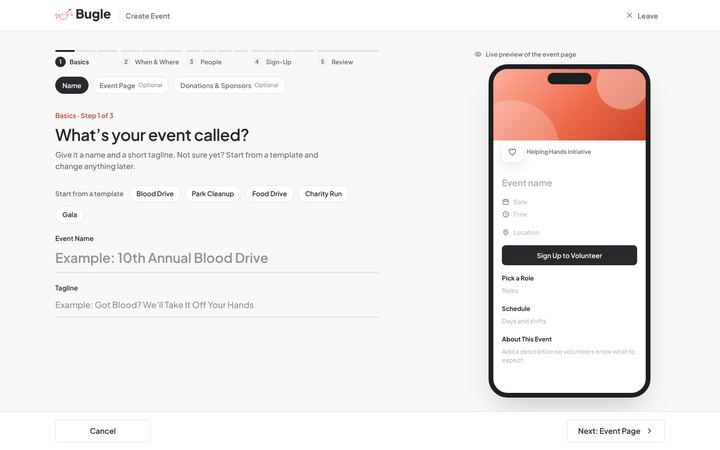 Bugle
Create Event
Leave
1 Basics
2 When & Where
3 People
4 Sign-Up
5 Review
Name
Event Page Optional
Donations & Sponsors Optional
Basics · Step 1 of 3
What's your event called?
Give it a name and a short tagline. Not sure yet? Start from a template and
change anything later.
Start from a template
Blood Drive
Park Cleanup
Food Drive
Charity Run
Gala
Event Name
Example: 10th Annual Blood Drive
Tagline
Example: Got Blood? We'll Take It Off Your Hands
Live preview of the event page
Helping Hands Initiative
Event name
Date
Time
Location
Sign Up to Volunteer
Pick a Role
Roles
Schedule
Days and shifts
About This Event
Add a description so volunteers know what to
expect.
Cancel
Next: Event Page